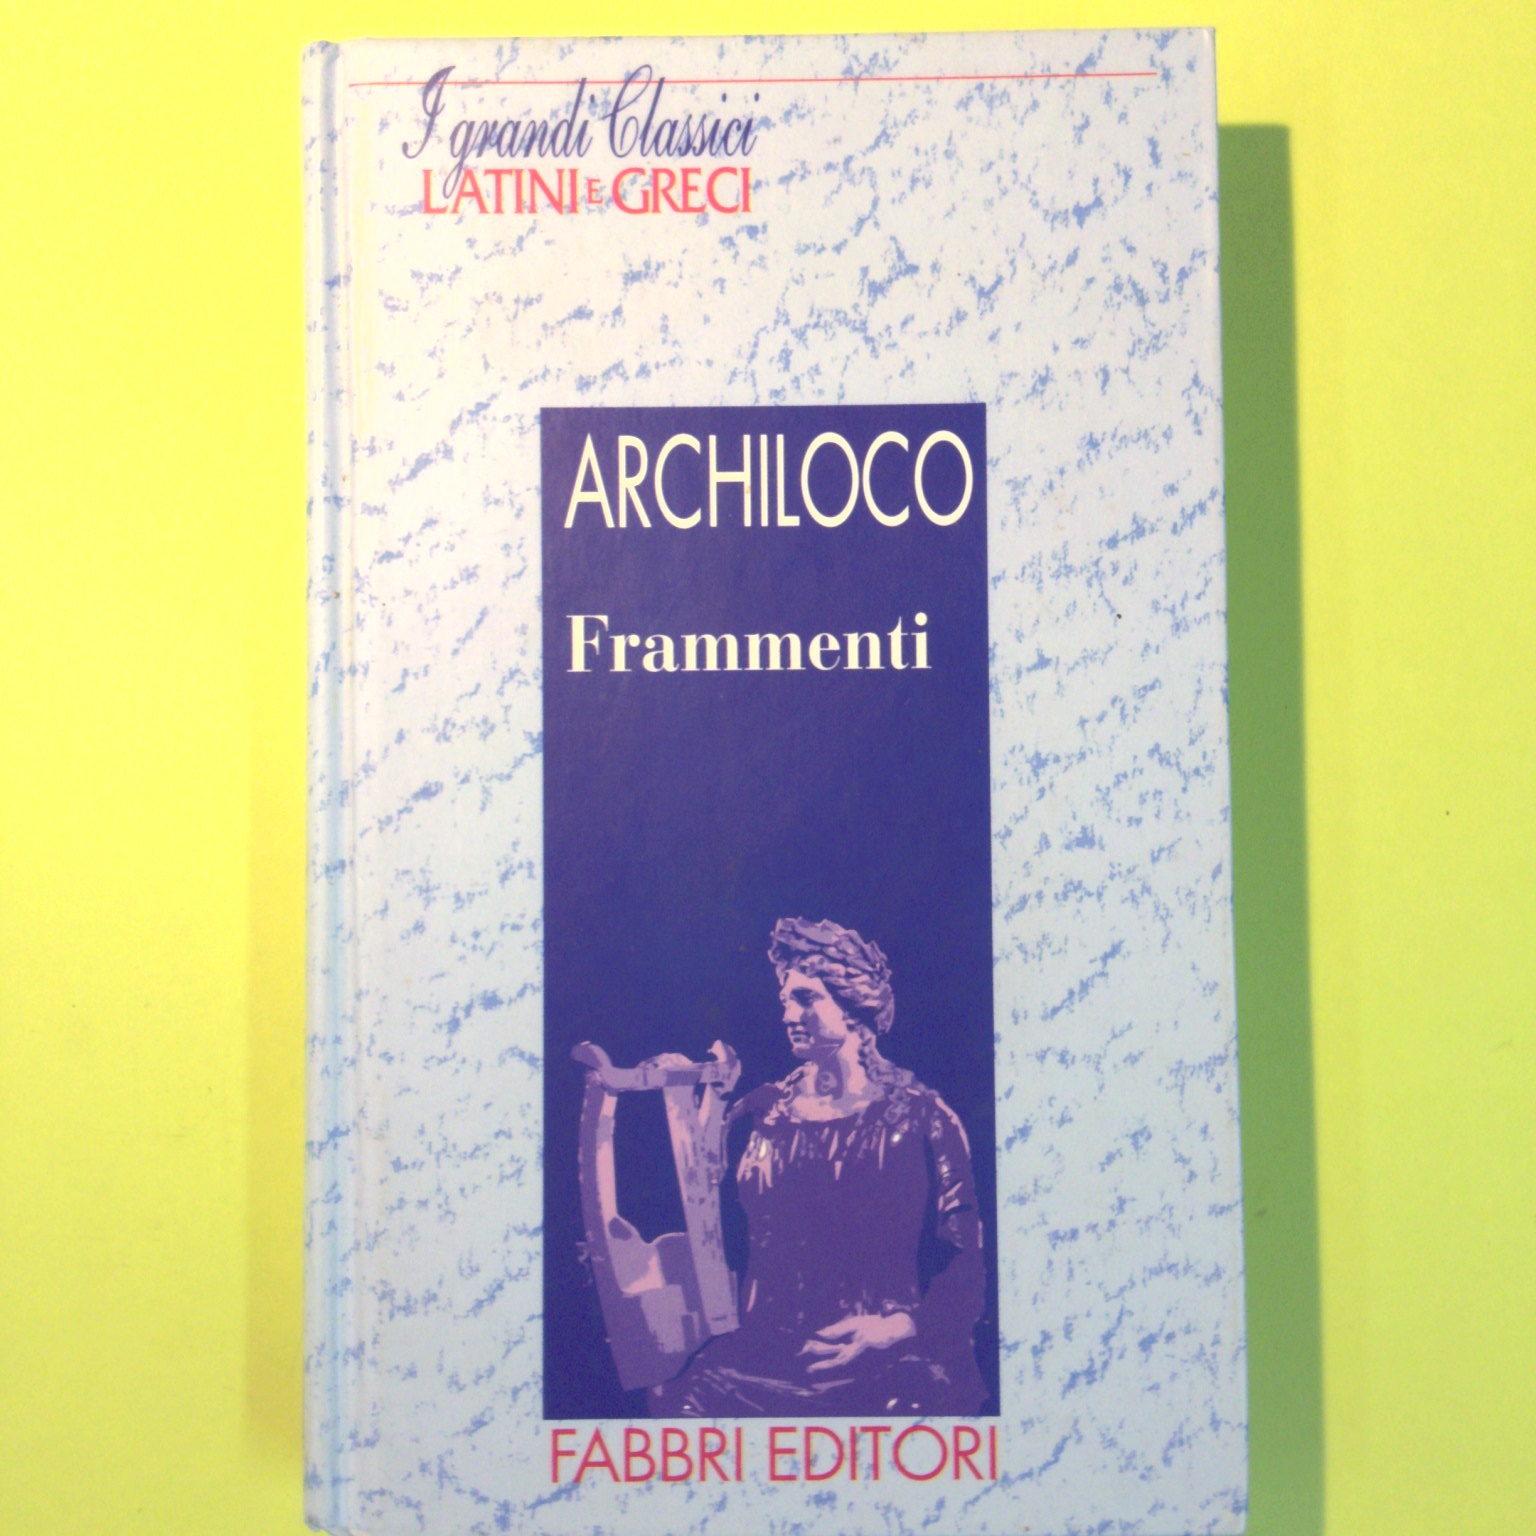 I grandi Classici
LATINI E GRECI
ARCHILOCO
Frammenti
FABBRI EDITORI